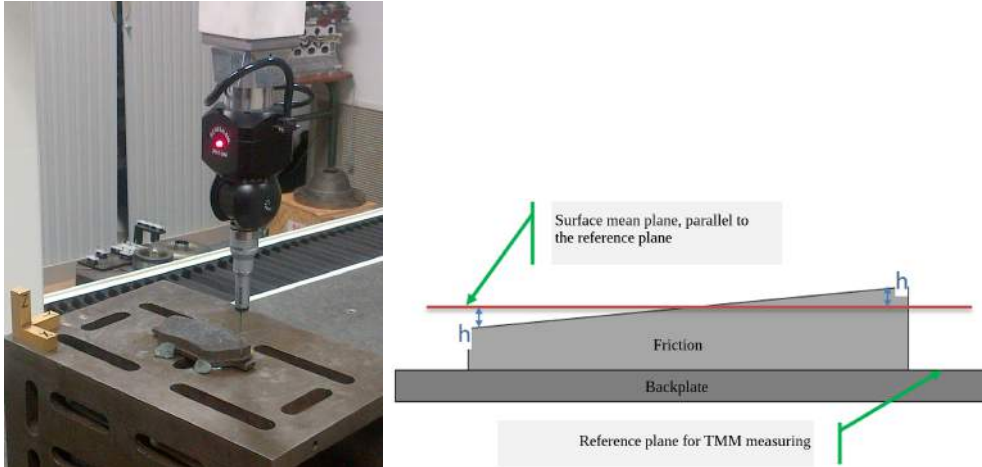 Z
Surface mean plane, parallel to
the reference plane
h
h
Friction
Backplate
Reference plane for TMM measuring